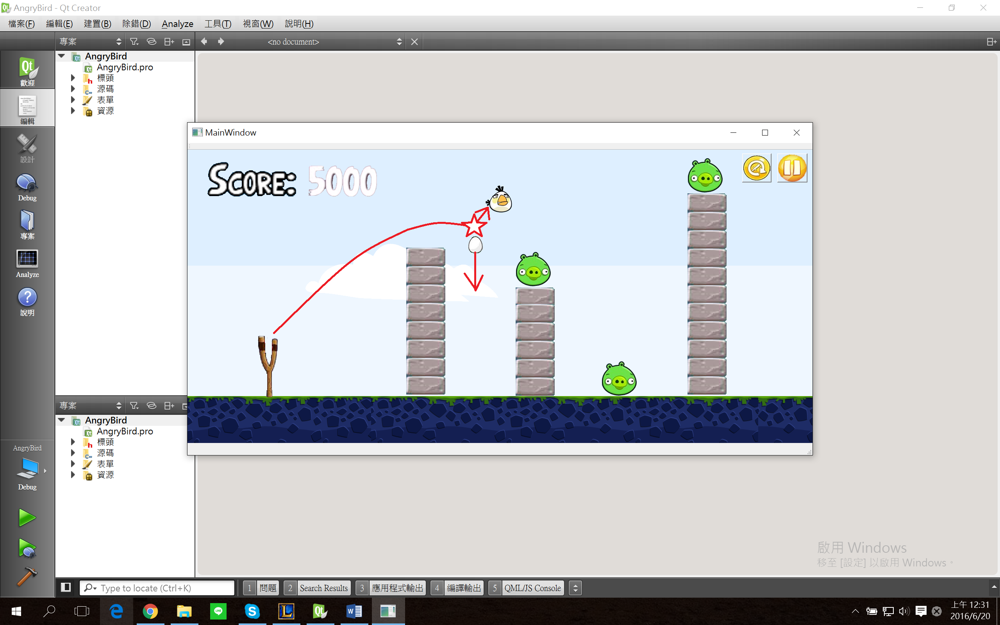 AngryBird - Qt Creator
檔案(F) 編輯(E) 建置(B) 除錯(D) Analyze 工具(T) 視窗(W) 說明(H)
專案 <no document>
AngryBird
AngryBird.pro
標頭
源碼
表單
資源
Qt
歡迎
編輯
設計
Debug
專案
Analyze
說明
MainWindow
SCORE: 5000
專案
AngryBird
AngryBird.pro
標頭
源碼
表單
資源
AngryBird
Debug
啟用 Windows
移至 [設定] 以啟用 Windows。
Type to locate (Ctrl+K) 1 問題 2 Search Results 3 應用程式輸出 4 編譯輸出 5 QML/JS Console
上午 12:31
2016/6/20